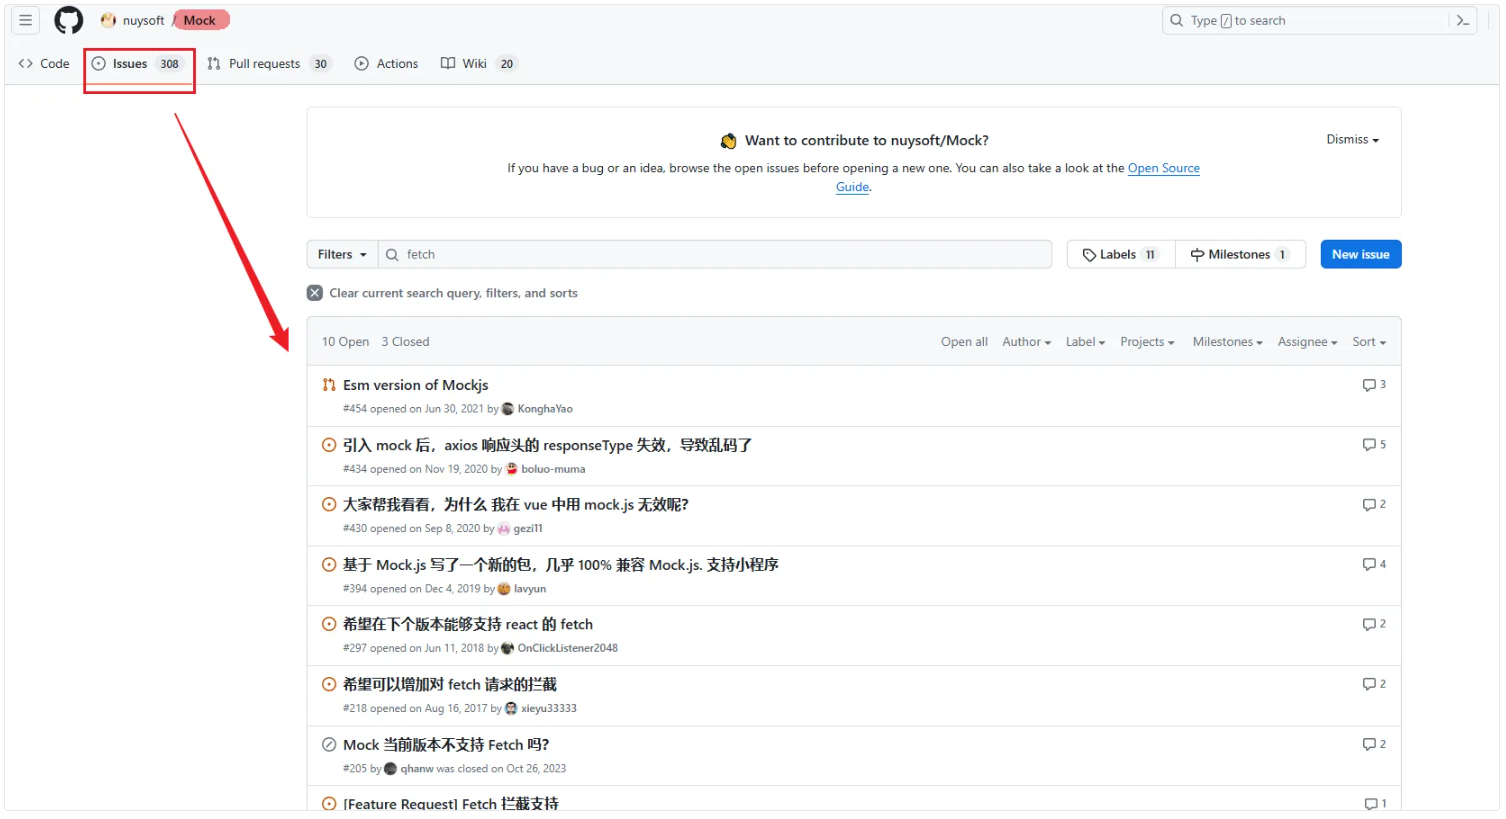 nuysoft / Mock
Type / to search
Code
Issues 308
Pull requests 30
Actions
Wiki 20
Want to contribute to nuysoft/Mock?
Dismiss
If you have a bug or an idea, browse the open issues before opening a new one. You can also take a look at the Open Source
Guide.
Filters
fetch
Labels 11
Milestones 1
New issue
Clear current search query, filters, and sorts
10 Open 3 Closed
Open all
Author
Label
Projects
Milestones
Assignee
Sort
Esm version of Mockjs
3
#454 opened on Jun 30, 2021 by KonghaYao
引入 mock 后，axios 响应头的 responseType 失效，导致乱码了
5
#434 opened on Nov 19, 2020 by boluo-muma
大家帮我看看，为什么 我在 vue 中用 mock.js 无效呢?
2
#430 opened on Sep 8, 2020 by gezi11
基于 Mock.js 写了一个新的包，几乎 100% 兼容 Mock.js. 支持小程序
4
#394 opened on Dec 4, 2019 by lavyun
希望在下个版本能够支持 react 的 fetch
2
#297 opened on Jun 11, 2018 by OnClickListener2048
希望可以增加对 fetch 请求的拦截
2
#218 opened on Aug 16, 2017 by xieyu33333
Mock 当前版本不支持 Fetch 吗?
2
#205 by qhanw was closed on Oct 26, 2023
[Feature Request] Fetch 拦截支持
1